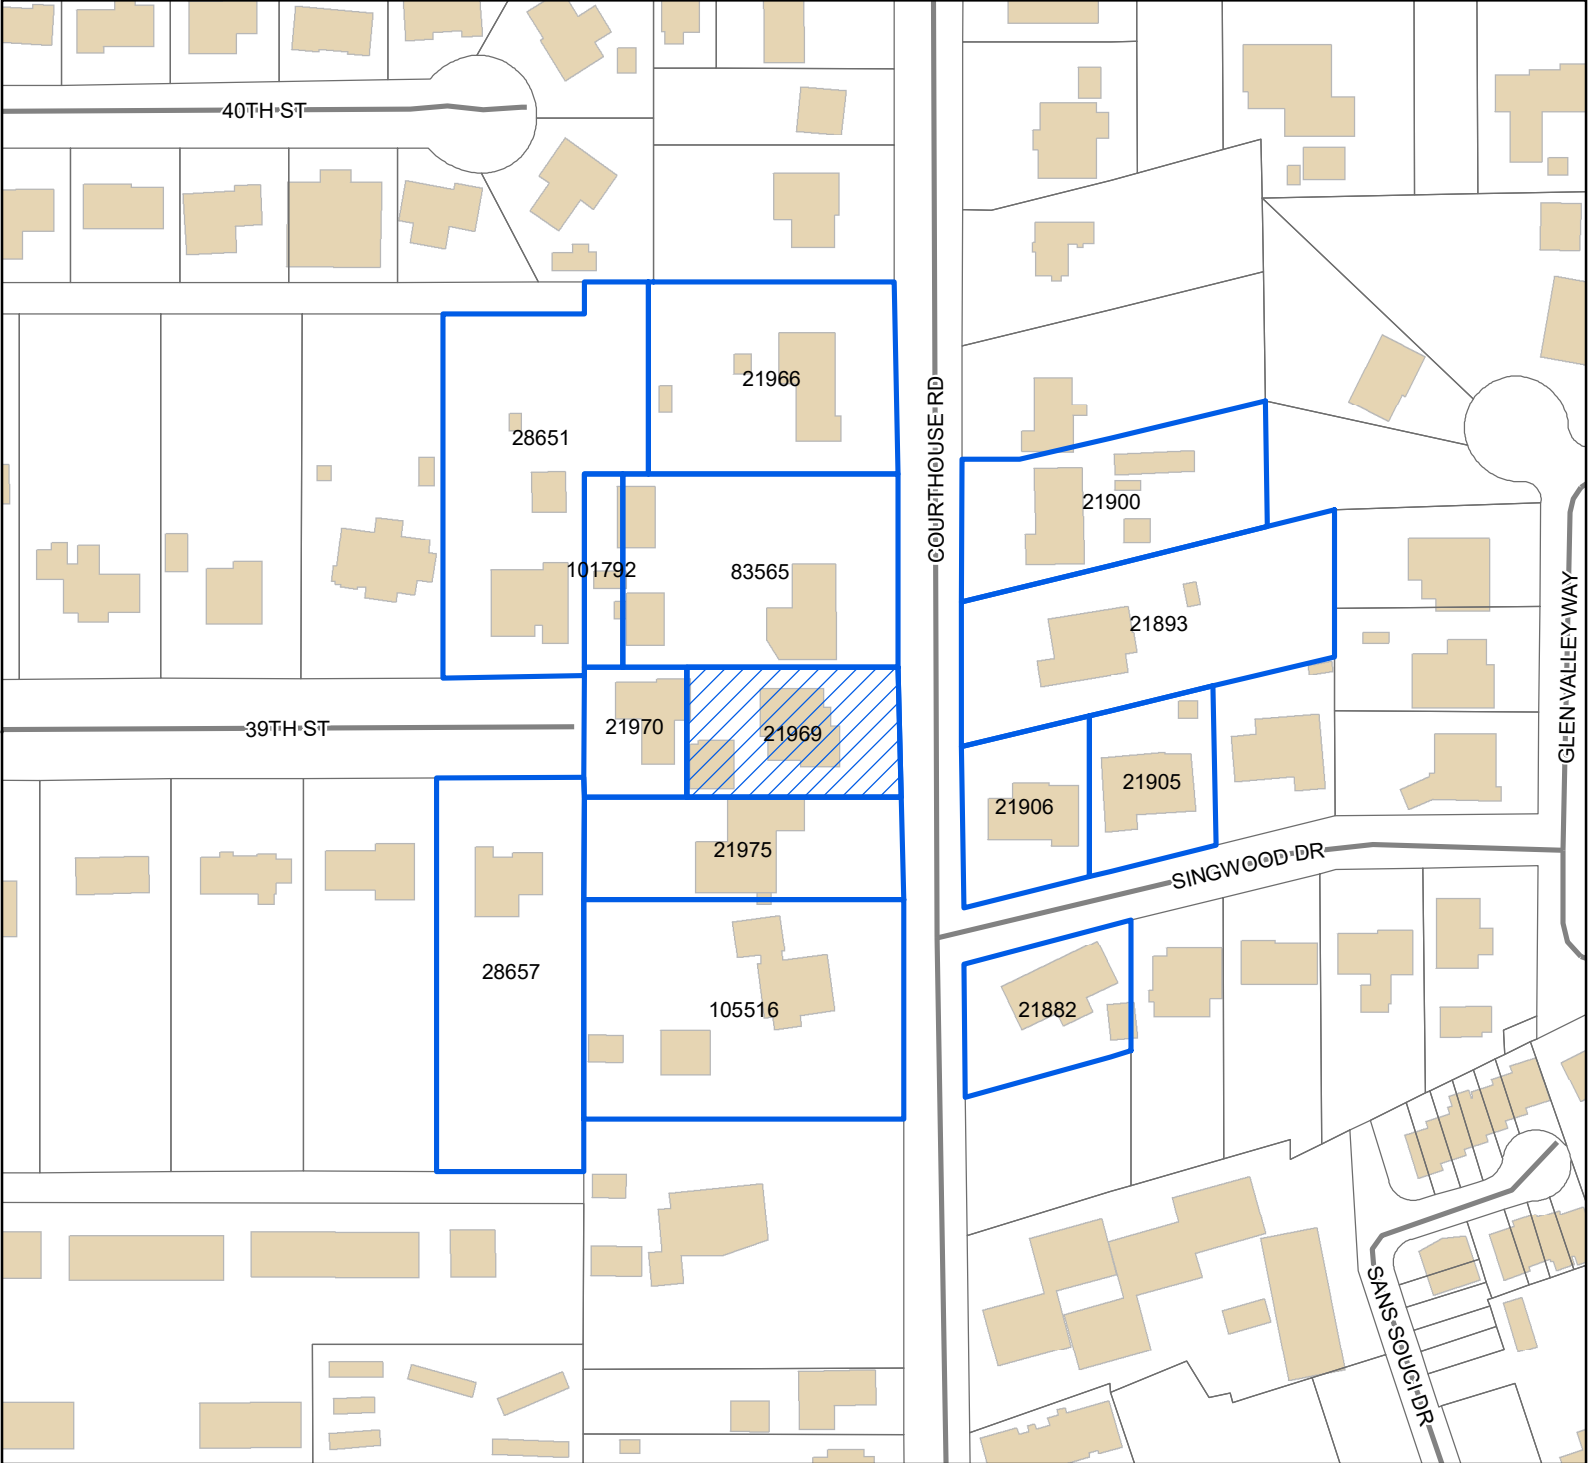 40TH ST
21966
28651
COURTHOUSE RD
21900
101792
83565
21893
GLEN VALLEY WAY
39TH ST
21970
21969
21905
21906
21975
SINGWOOD DR
28657
105516
21882
SANS SOUCI DR